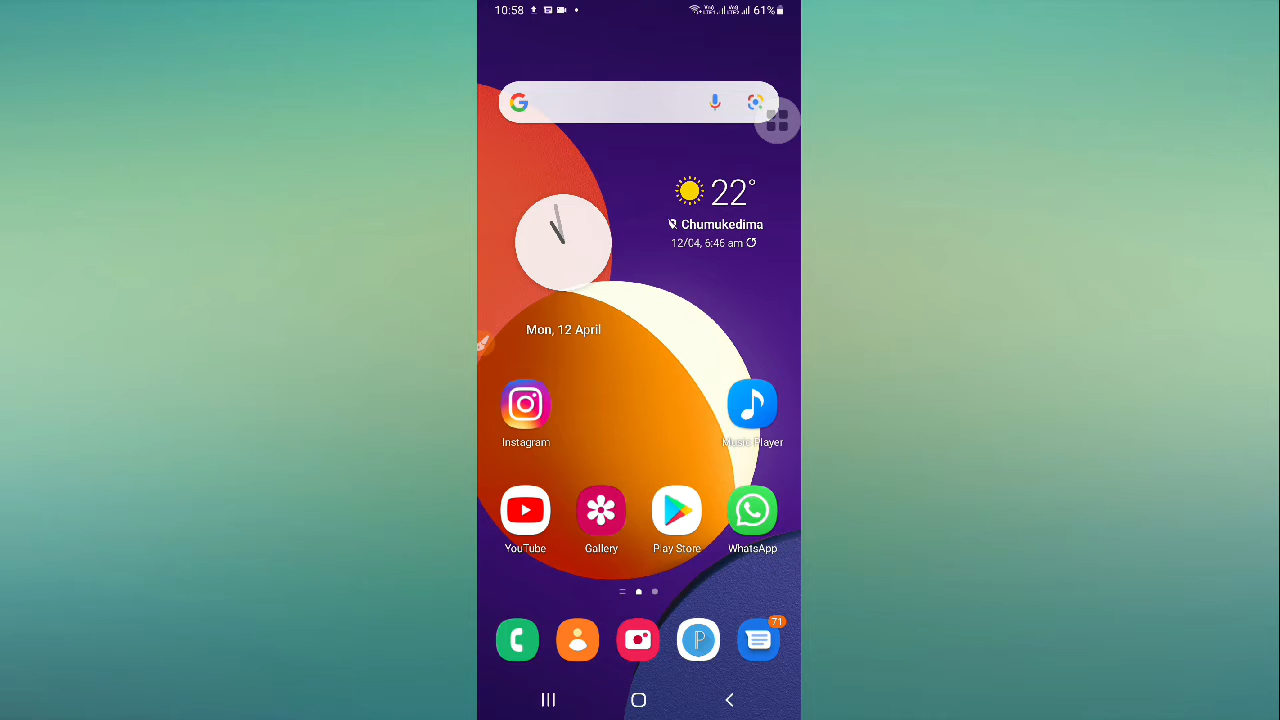 10:58
61%
22°
Chumukedima
12/04, 6:46 am
Mon, 12 April
Instagram
Music Player
YouTube
Gallery
Play Store
WhatsApp
71